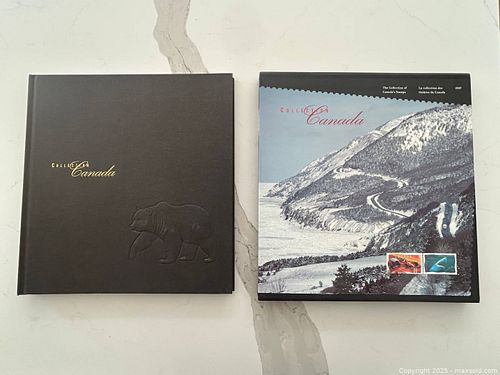 COLLECTION
Canada
The Collection of
Canada's Stamps
La collection des
timbres du Canada
1997
COLLECTION
Canada
Copyright 2025 - maxsold.com